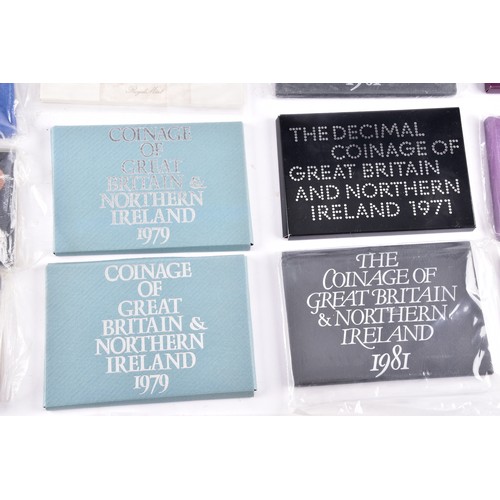 1981
COINAGE
OF
GREAT
BRITAIN &
NORTHERN
IRELAND
1979
THE DECIMAL
COINAGE OF
GREAT BRITAIN
AND NORTHERN
IRELAND 1971
COINAGE
OF
GREAT
BRITAIN &
NORTHERN
IRELAND
1979
THE
COINAGE OF
GREAT BRITAIN
& NORTHERN
IRELAND
1981